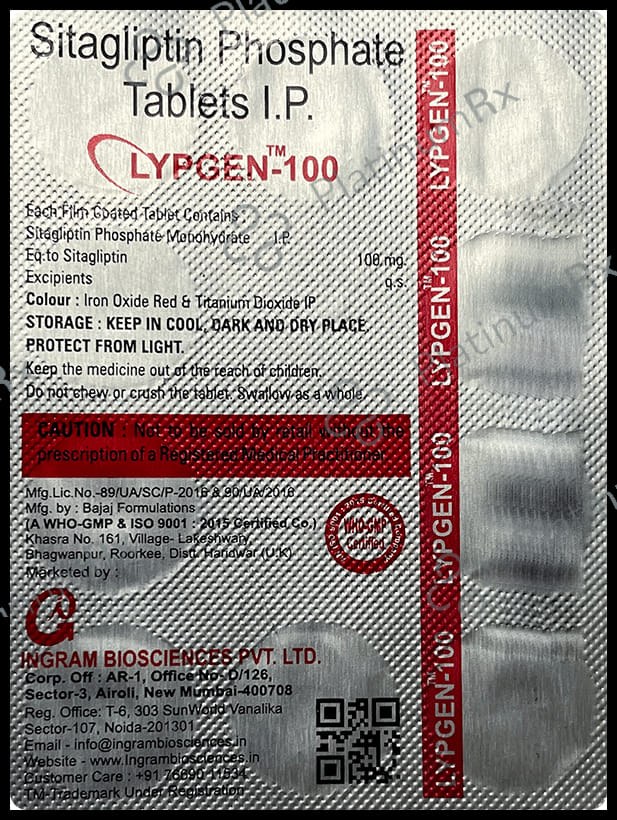 Sitagliptin Phosphate
Tablets I.P.
LYPGEN™-100
Each Film Coated Tablet Contains:
Sitagliptin Phosphate Monohydrate I.P.
Eq.to Sitagliptin 100 mg.
Excipients q.s.
Colour : Iron Oxide Red & Titanium Dioxide IP
STORAGE : KEEP IN COOL, DARK AND DRY PLACE,
PROTECT FROM LIGHT.
Keep the medicine out of the reach of children.
Do not chew or crush the tablet. Swallow as a whole.
CAUTION : Not to be sold by retail without the
prescription of a Registered Medical Practitioner
Mfg.Lic.No.-89/UA/SC/P-2016 & 90/UA/2016
Mfg. by : Bajaj Formulations
(A WHO-GMP & ISO 9001 : 2015 Certified Co.)
Khasra No. 161, Village- Lakeshwary,
Bhagwanpur, Roorkee, Distt. Haridwar (U.K)
Marketed by :
WHO-GMP
Certified
INGRAM BIOSCIENCES PVT. LTD.
Corp. Off : AR-1, Office No- D/126,
Sector-3, Airoli, New Mumbai-400708
Reg. Office: T-6, 303 SunWorld Vanalika
Sector-107, Noida-201301
Email - info@ingrambiosciences.in
Website - www.Ingrambiosciences.in
Customer Care : +91 76690 11534
TM-Trademark Under Registration
LYPGEN™-100
LYPGEN™-100
LYPGEN™-100
LYPGEN™-100
PlatinumRx
PlatinumRx